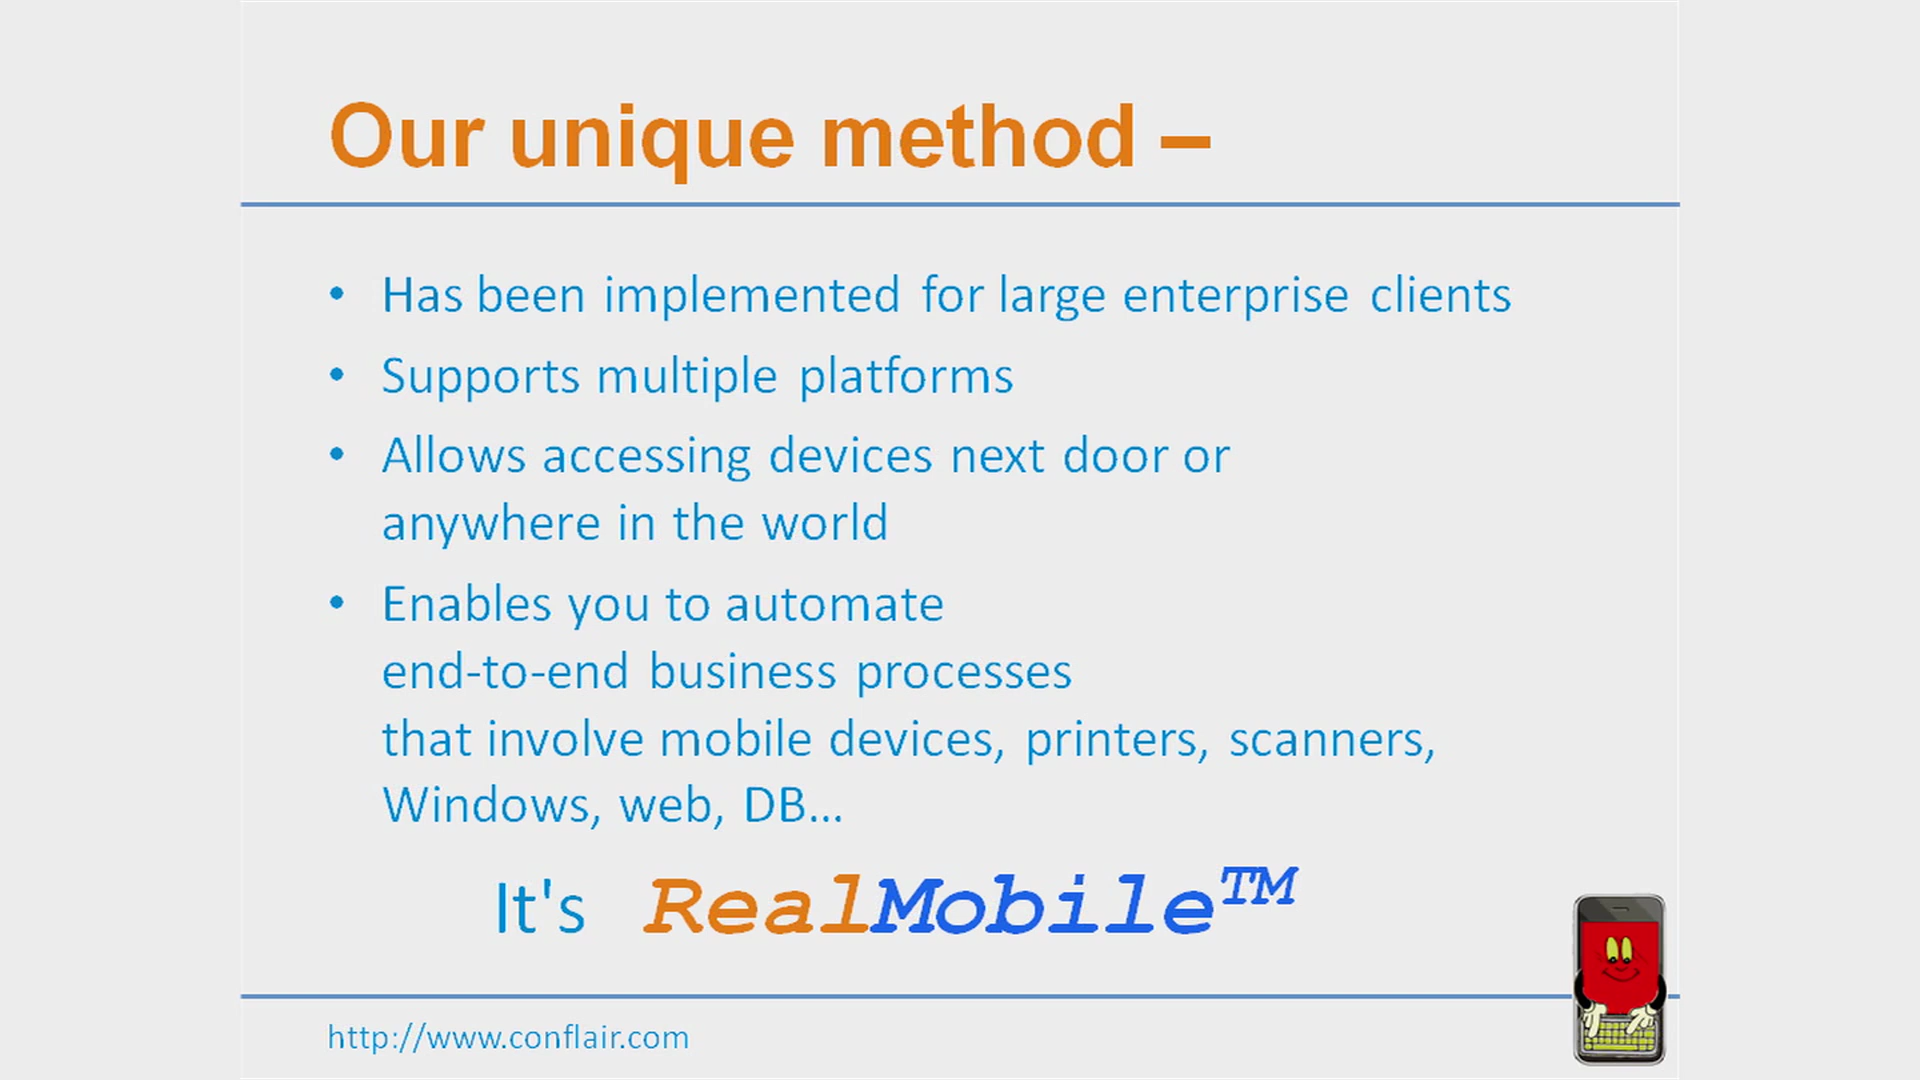 Our unique method –
• Has been implemented for large enterprise clients
• Supports multiple platforms
• Allows accessing devices next door or
anywhere in the world
• Enables you to automate
end-to-end business processes
that involve mobile devices, printers, scanners,
Windows, web, DB...
It's RealMobile™
http://www.conflair.com